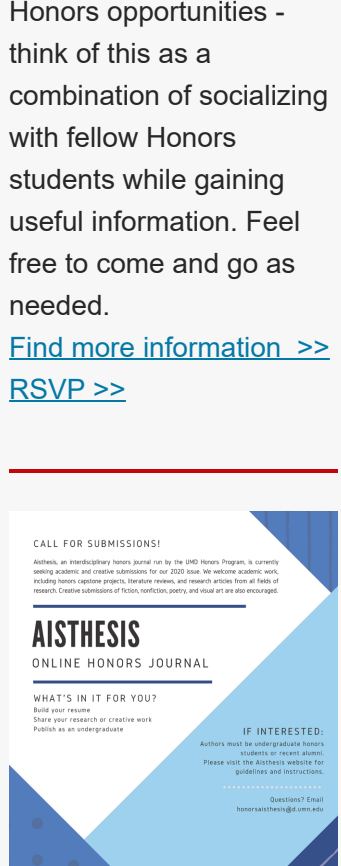 Honors opportunities -
think of this as a
combination of socializing
with fellow Honors
students while gaining
useful information. Feel
free to come and go as
needed.
Find more information  >>
RSVP >>
CALL FOR SUBMISSIONS!
Aisthesis, an interdisciplinary honors journal run by the UMD Honors Program, is currently
seeking academic and creative submissions for our 2020 issue. We welcome academic work,
including honors capstone projects, literature reviews, and research articles from all fields of
research. Creative submissions of fiction, nonfiction, poetry, and visual art are also encouraged.
AISTHESIS
ONLINE HONORS JOURNAL
WHAT'S IN IT FOR YOU?
Build your resume
Share your research or creative work
Publish as an undergraduate
IF INTERESTED:
Authors must be undergraduate honors
students or recent alumni.
Please visit the Aisthesis website for
guidelines and instructions.
Questions? Email
honorsaisthesis@d.umn.edu